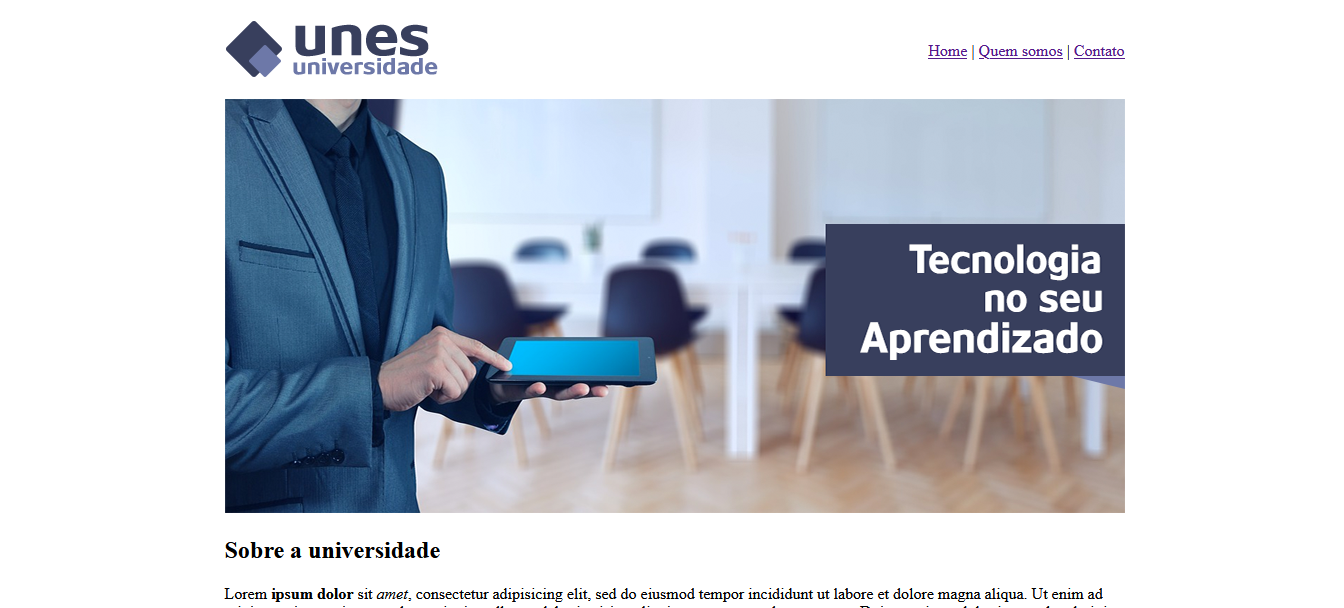 unes
universidade
Home | Quem somos | Contato
Tecnologia
no seu
Aprendizado
Sobre a universidade
Lorem ipsum dolor sit amet, consectetur adipisicing elit, sed do eiusmod tempor incididunt ut labore et dolore magna aliqua. Ut enim ad